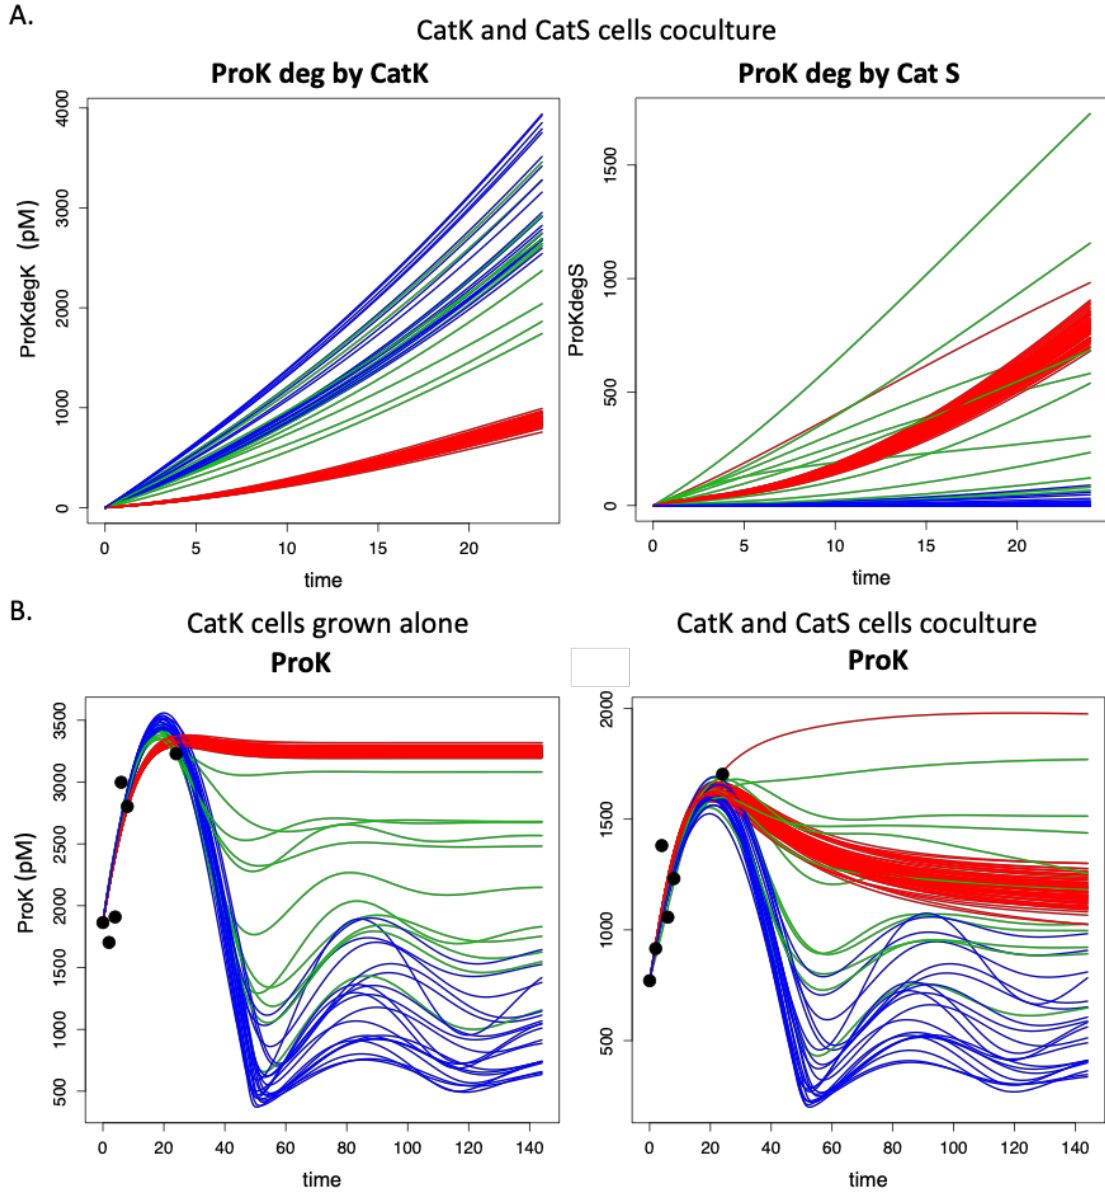 A.
CatK and CatS cells coculture
ProK deg by CatK
ProK deg by Cat S
ProKdegK (pM)
4000
3000
2000
1000
0
0 5 10 15 20
time
ProKdegS
1500
1000
500
0
0 5 10 15 20
time
B.
CatK cells grown alone
ProK
CatK and CatS cells coculture
ProK
ProK (pM)
3500
3000
2500
2000
1500
1000
500
0 20 40 60 80 100 120 140
time
2000
1500
1000
500
0 20 40 60 80 100 120 140
time